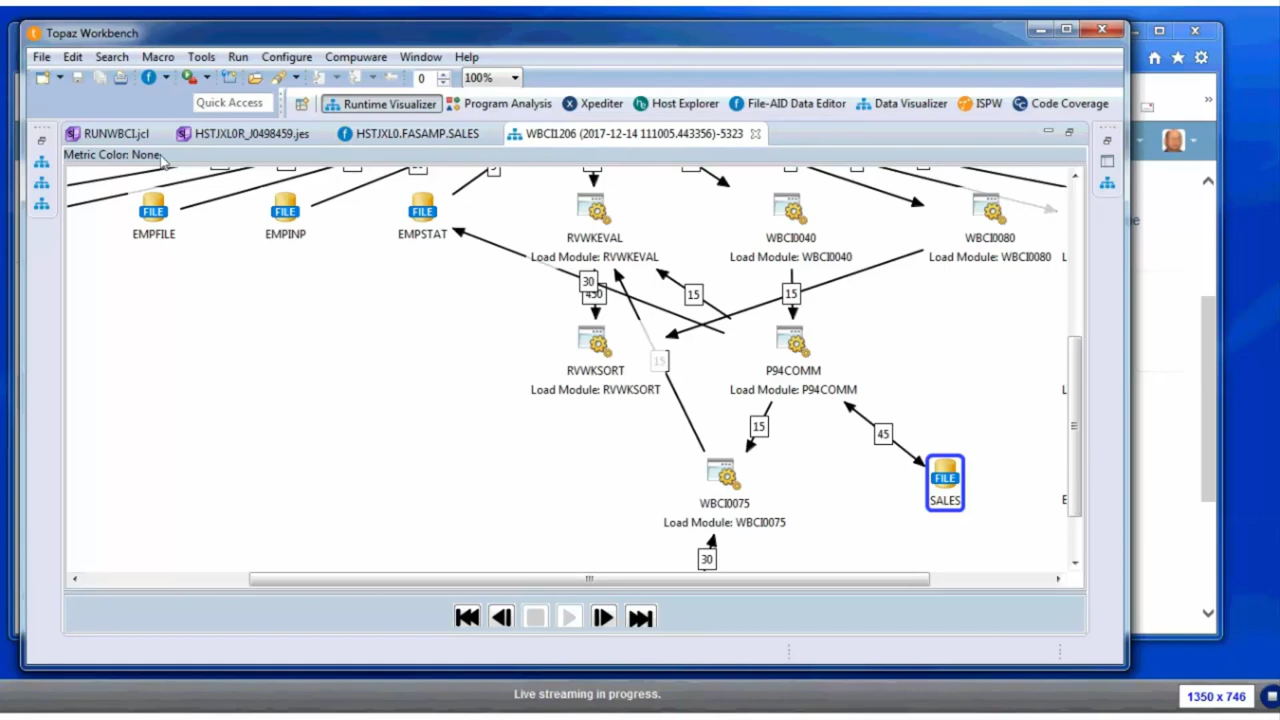 Topaz Workbench
File Edit Search Macro Tools Run Configure Compuware Window Help
0 100%
Quick Access Runtime Visualizer Program Analysis Xpediter Host Explorer File-AID Data Editor Data Visualizer ISPW Code Coverage
RUNWBCI.jcl HSTJXL0R_J0498459.jes HSTJXL0.FASAMP.SALES WBCI1206 (2017-12-14 111005.443356)-5323
Metric Color: None
FILE FILE FILE
EMPFILE EMPINP EMPSTAT
RVWKEVAL WBCI0040 WBCI0080
Load Module: RVWKEVAL Load Module: WBCI0040 Load Module: WBCI0080
30 450 15 15
15
RVWKSORT P94COMM
Load Module: RVWKSORT Load Module: P94COMM
15 45
FILE
SALES
WBCI0075
Load Module: WBCI0075
30
Live streaming in progress.
1350 x 746